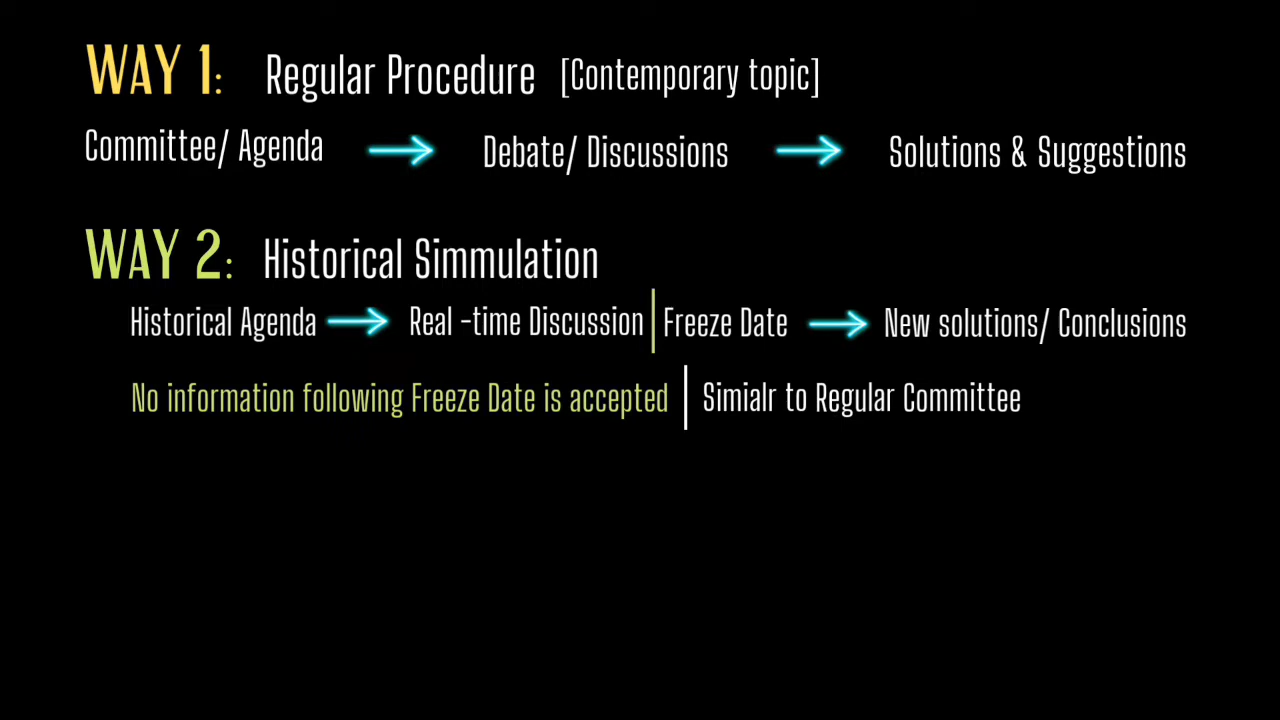 WAY 1: Regular Procedure [Contemporary topic]
Committee/ Agenda → Debate/ Discussions → Solutions & Suggestions
WAY 2: Historical Simmulation
Historical Agenda → Real -time Discussion | Freeze Date → New solutions/ Conclusions
No information following Freeze Date is accepted | Simialr to Regular Committee